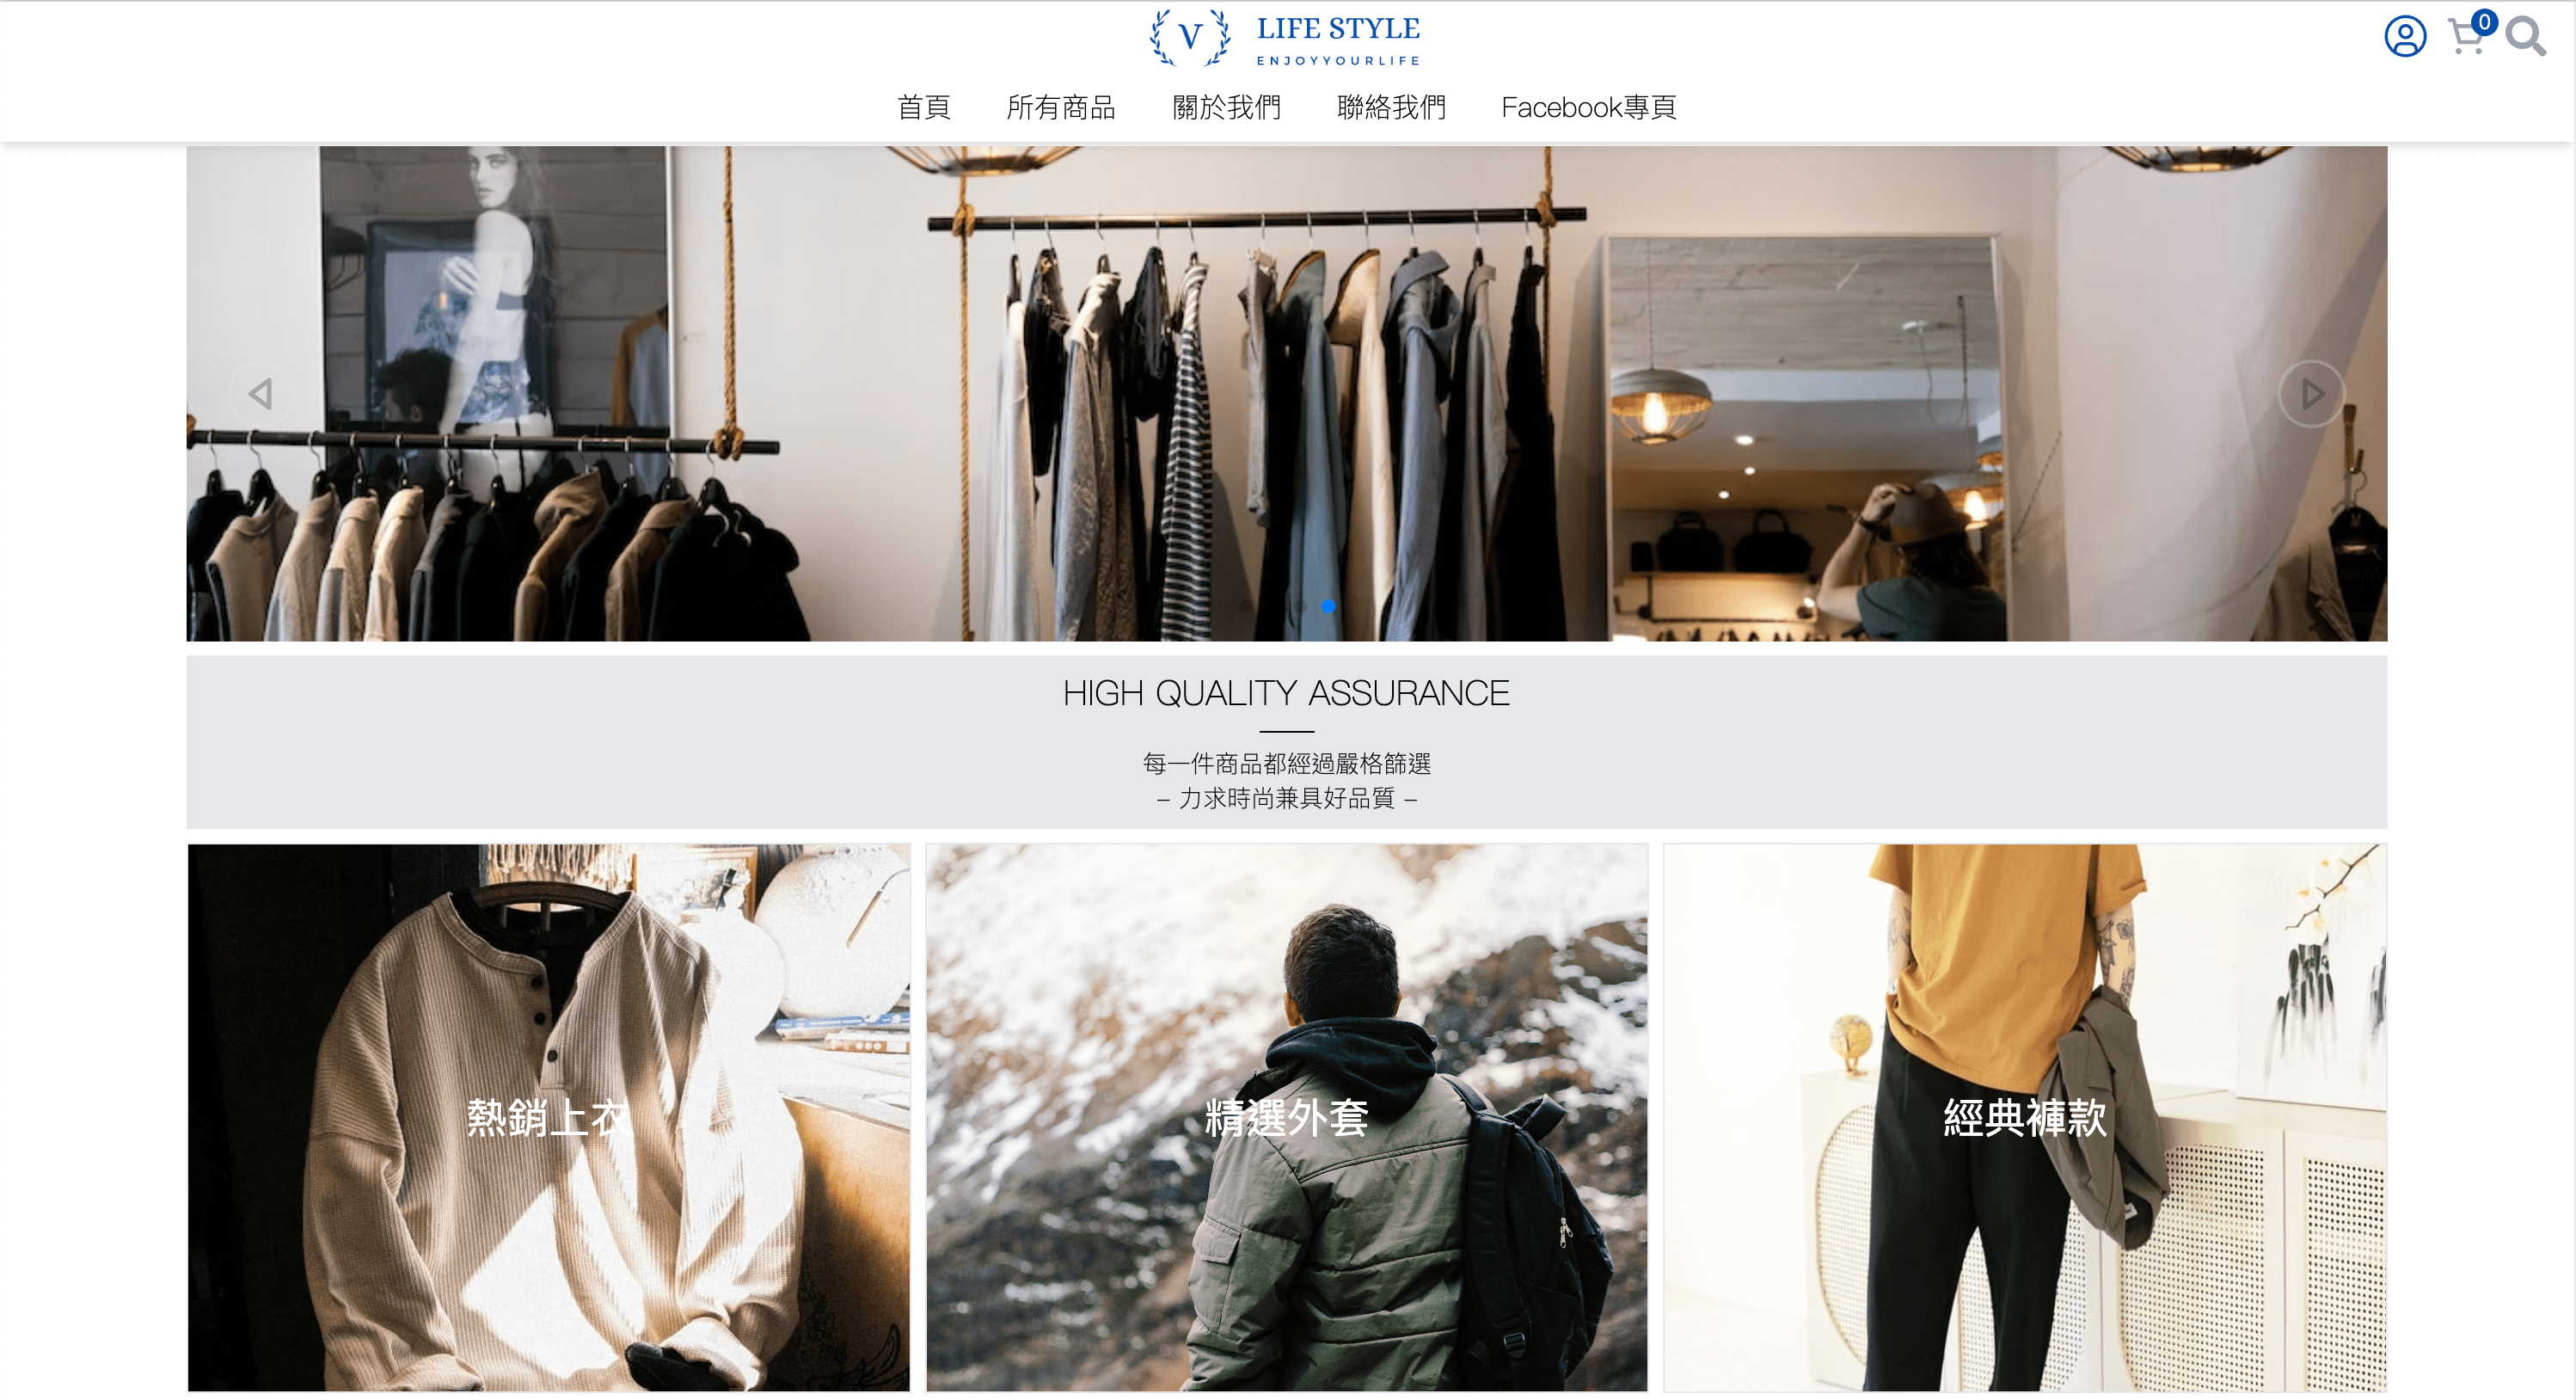 V
LIFE STYLE
ENJOYYOURLIFE
0
首頁 所有商品 關於我們 聯絡我們 Facebook專頁
HIGH QUALITY ASSURANCE
每一件商品都經過嚴格篩選
– 力求時尚兼具好品質 –
熱銷上衣 精選外套 經典褲款